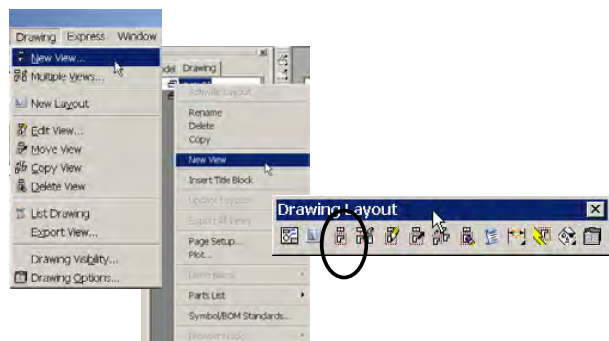 Drawing Express Window
New View...
Multiple Views...
New Layout
Edit View...
Move View
Copy View
Delete View
List Drawing
Export View...
Drawing Visibility...
Drawing Options...
Drawing
Activate Layout
Rename
Delete
Copy
New View
Insert Title Block
Update Layout
Export All Views
Page Setup...
Plot...
Parts List
Symbol/BOM Standards...
Drawing Layout